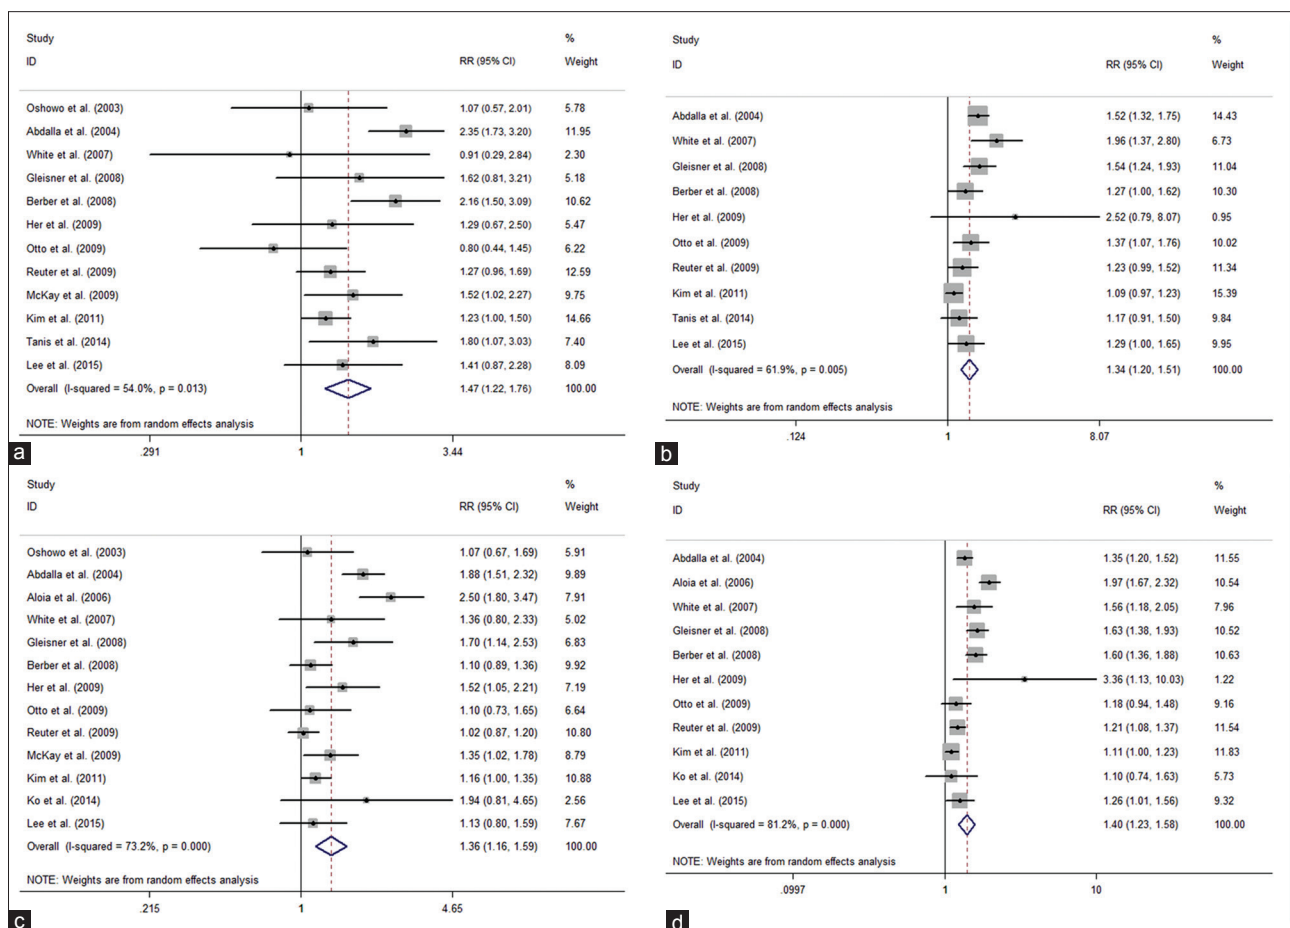 Study %
ID RR (95% CI) Weight
Oshowo et al. (2003) 1.07 (0.57, 2.01) 5.78
Abdalla et al. (2004) 2.35 (1.73, 3.20) 11.95
White et al. (2007) 0.91 (0.29, 2.84) 2.30
Gleisner et al. (2008) 1.62 (0.81, 3.21) 5.18
Berber et al. (2008) 2.16 (1.50, 3.09) 10.62
Her et al. (2009) 1.29 (0.67, 2.50) 5.47
Otto et al. (2009) 0.80 (0.44, 1.45) 6.22
Reuter et al. (2009) 1.27 (0.96, 1.69) 12.59
McKay et al. (2009) 1.52 (1.02, 2.27) 9.75
Kim et al. (2011) 1.23 (1.00, 1.50) 14.66
Tanis et al. (2014) 1.80 (1.07, 3.03) 7.40
Lee et al. (2015) 1.41 (0.87, 2.28) 8.09
Overall (I-squared = 54.0%, p = 0.013) 1.47 (1.22, 1.76) 100.00
NOTE: Weights are from random effects analysis
a
.291 1 3.44
Study %
ID RR (95% CI) Weight
Abdalla et al. (2004) 1.52 (1.32, 1.75) 14.43
White et al. (2007) 1.96 (1.37, 2.80) 6.73
Gleisner et al. (2008) 1.54 (1.24, 1.93) 11.04
Berber et al. (2008) 1.27 (1.00, 1.62) 10.30
Her et al. (2009) 2.52 (0.79, 8.07) 0.95
Otto et al. (2009) 1.37 (1.07, 1.76) 10.02
Reuter et al. (2009) 1.23 (0.99, 1.52) 11.34
Kim et al. (2011) 1.09 (0.97, 1.23) 15.39
Tanis et al. (2014) 1.17 (0.91, 1.50) 9.84
Lee et al. (2015) 1.29 (1.00, 1.65) 9.95
Overall (I-squared = 61.9%, p = 0.005) 1.34 (1.20, 1.51) 100.00
NOTE: Weights are from random effects analysis
b
.124 1 8.07
Study %
ID RR (95% CI) Weight
Oshowo et al. (2003) 1.07 (0.67, 1.69) 5.91
Abdalla et al. (2004) 1.88 (1.51, 2.32) 9.89
Aloia et al. (2006) 2.50 (1.80, 3.47) 7.91
White et al. (2007) 1.36 (0.80, 2.33) 5.02
Gleisner et al. (2008) 1.70 (1.14, 2.53) 6.83
Berber et al. (2008) 1.10 (0.89, 1.36) 9.92
Her et al. (2009) 1.52 (1.05, 2.21) 7.19
Otto et al. (2009) 1.10 (0.73, 1.65) 6.64
Reuter et al. (2009) 1.02 (0.87, 1.20) 10.80
McKay et al. (2009) 1.35 (1.02, 1.78) 8.79
Kim et al. (2011) 1.16 (1.00, 1.35) 10.88
Ko et al. (2014) 1.94 (0.81, 4.65) 2.56
Lee et al. (2015) 1.13 (0.80, 1.59) 7.67
Overall (I-squared = 73.2%, p = 0.000) 1.36 (1.16, 1.59) 100.00
NOTE: Weights are from random effects analysis
c
.215 1 4.65
Study %
ID RR (95% CI) Weight
Abdalla et al. (2004) 1.35 (1.20, 1.52) 11.55
Aloia et al. (2006) 1.97 (1.67, 2.32) 10.54
White et al. (2007) 1.56 (1.18, 2.05) 7.96
Gleisner et al. (2008) 1.63 (1.38, 1.93) 10.52
Berber et al. (2008) 1.60 (1.36, 1.88) 10.63
Her et al. (2009) 3.36 (1.13, 10.03) 1.22
Otto et al. (2009) 1.18 (0.94, 1.48) 9.16
Reuter et al. (2009) 1.21 (1.08, 1.37) 11.54
Kim et al. (2011) 1.11 (1.00, 1.23) 11.83
Ko et al. (2014) 1.10 (0.74, 1.63) 5.73
Lee et al. (2015) 1.26 (1.01, 1.56) 9.32
Overall (I-squared = 81.2%, p = 0.000) 1.40 (1.23, 1.58) 100.00
NOTE: Weights are from random effects analysis
d
.0997 1 10